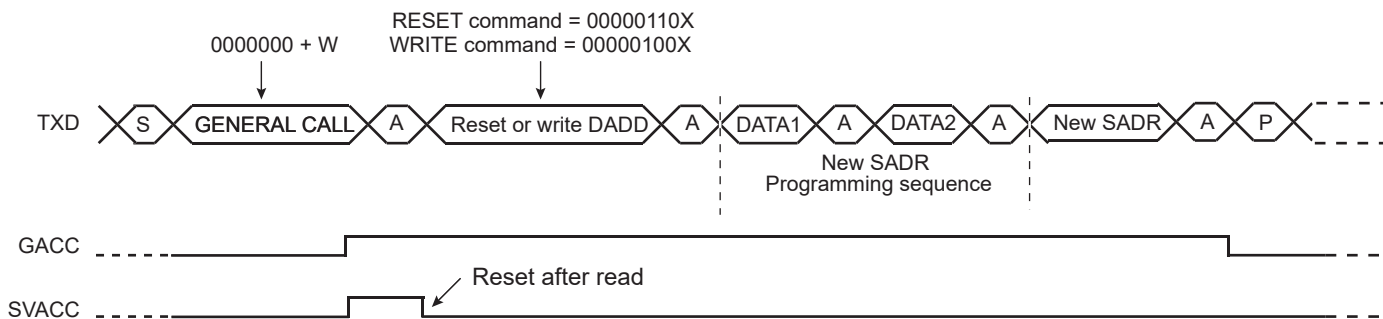 RESET command = 00000110X
0000000 + W
WRITE command = 00000100X
TXD
S
GENERAL CALL
A
Reset or write DADD
A
DATA1
A
DATA2
A
New SADR
A
P
New SADR
Programming sequence
GACC
Reset after read
SVACC